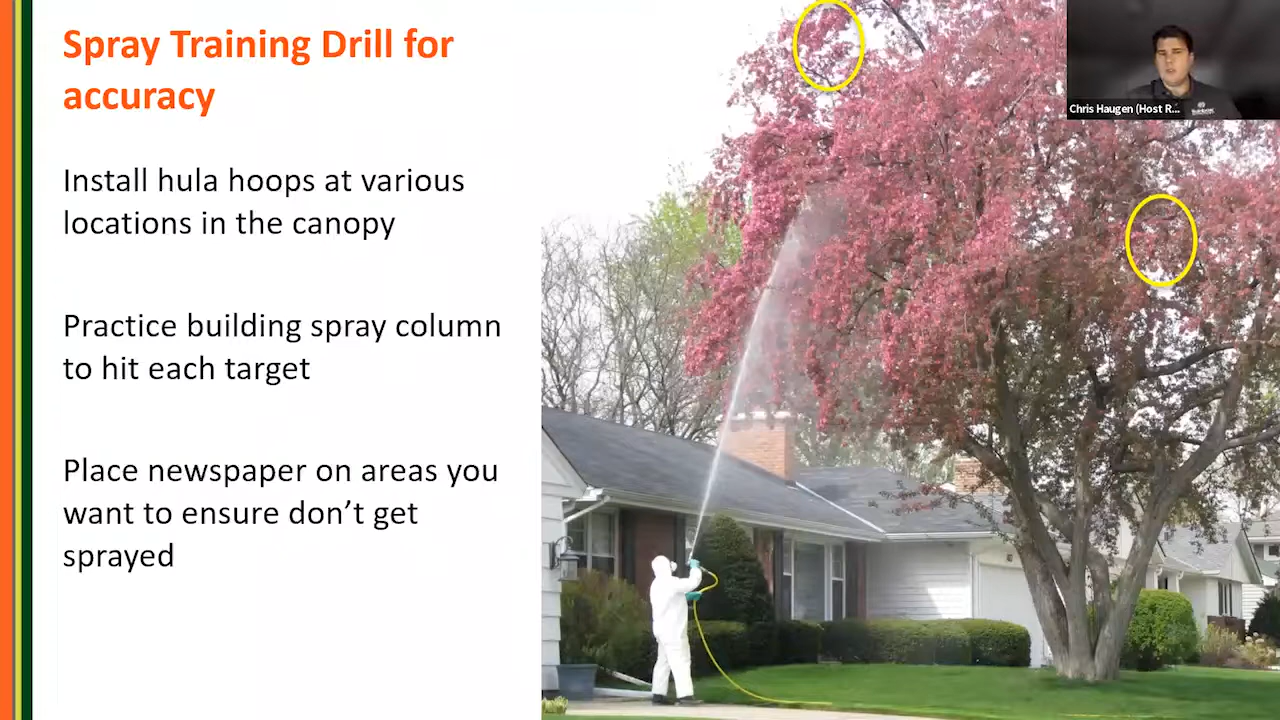 Spray Training Drill for
accuracy
Install hula hoops at various
locations in the canopy
Practice building spray column
to hit each target
Place newspaper on areas you
want to ensure don’t get
sprayed
Chris Haugen (Host R...